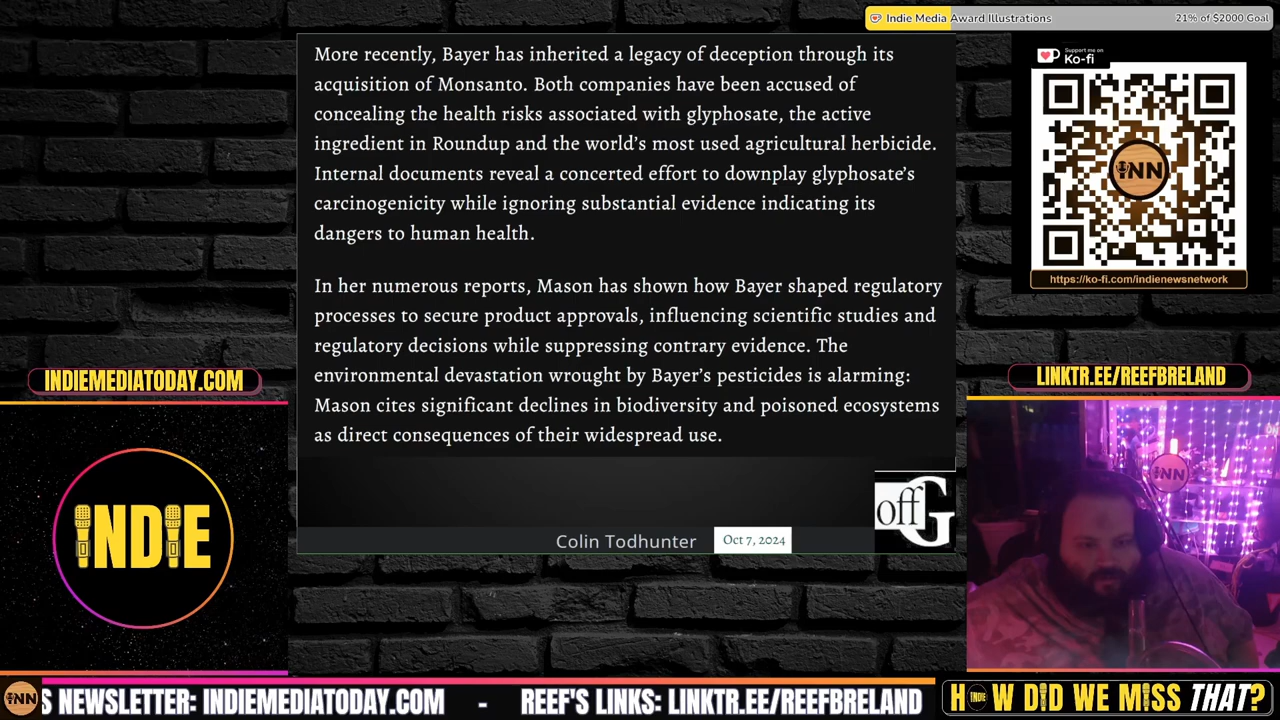 Indie Media Award Illustrations
21% of $2000 Goal
More recently, Bayer has inherited a legacy of deception through its
acquisition of Monsanto. Both companies have been accused of
concealing the health risks associated with glyphosate, the active
ingredient in Roundup and the world's most used agricultural herbicide.
Internal documents reveal a concerted effort to downplay glyphosate's
carcinogenicity while ignoring substantial evidence indicating its
dangers to human health.
In her numerous reports, Mason has shown how Bayer shaped regulatory
processes to secure product approvals, influencing scientific studies and
regulatory decisions while suppressing contrary evidence. The
environmental devastation wrought by Bayer's pesticides is alarming:
Mason cites significant declines in biodiversity and poisoned ecosystems
as direct consequences of their widespread use.
offG
Colin Todhunter
Oct 7, 2024
Support me on
Ko-fi
INN
https://ko-fi.com/indienewsnetwork
INDIEMEDIATODAY.COM
INDIE
LINKTR.EE/REEFBRELAND
INN
INN
S NEWSLETTER: INDIEMEDIATODAY.COM - REEF'S LINKS: LINKTR.EE/REEFBRELAND
HOW DID WE MISS THAT?